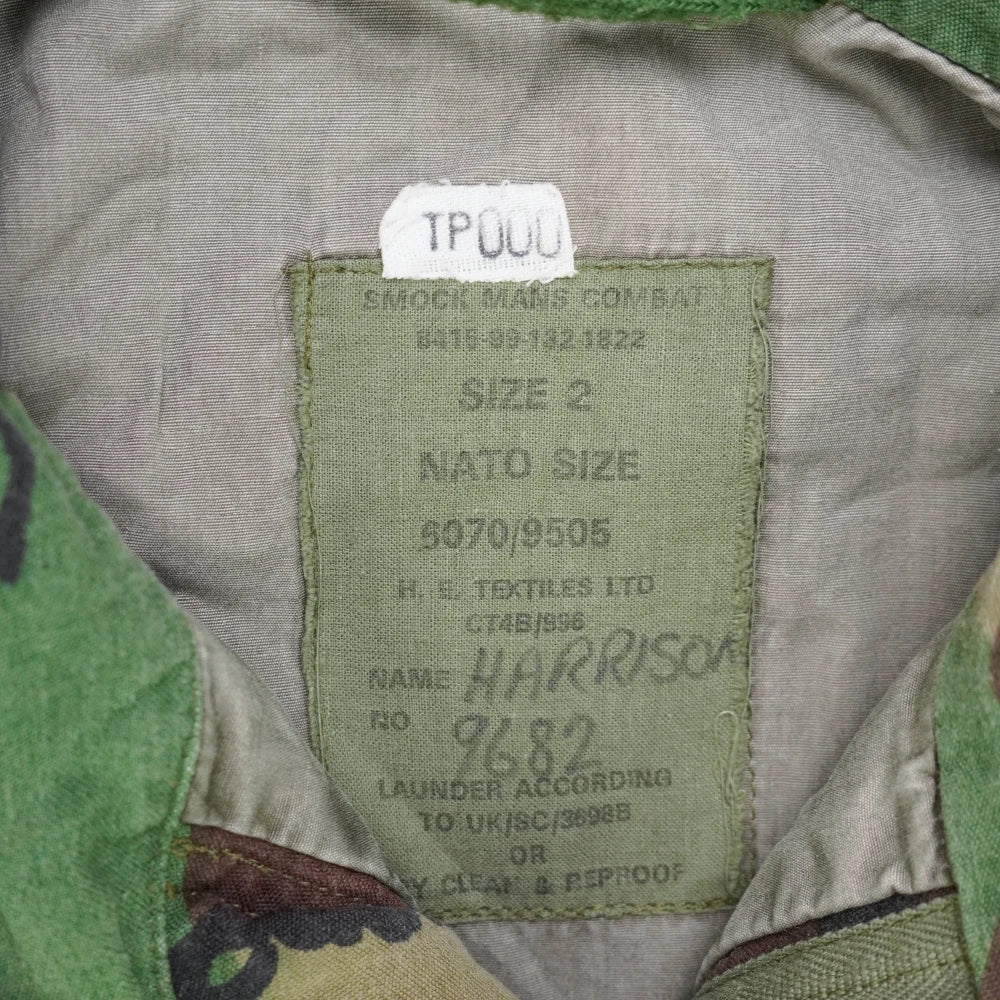 TP000
SMOCK MANS COMBAT
8415-99-132 1822
SIZE 2
NATO SIZE
6070/9505
H. E. TEXTILES LTD
CT4B/996
NAME HARRISON
NO 9682
LAUNDER ACCORDING
TO UK/SC/3698B
OR
CLEAN & REPROOF